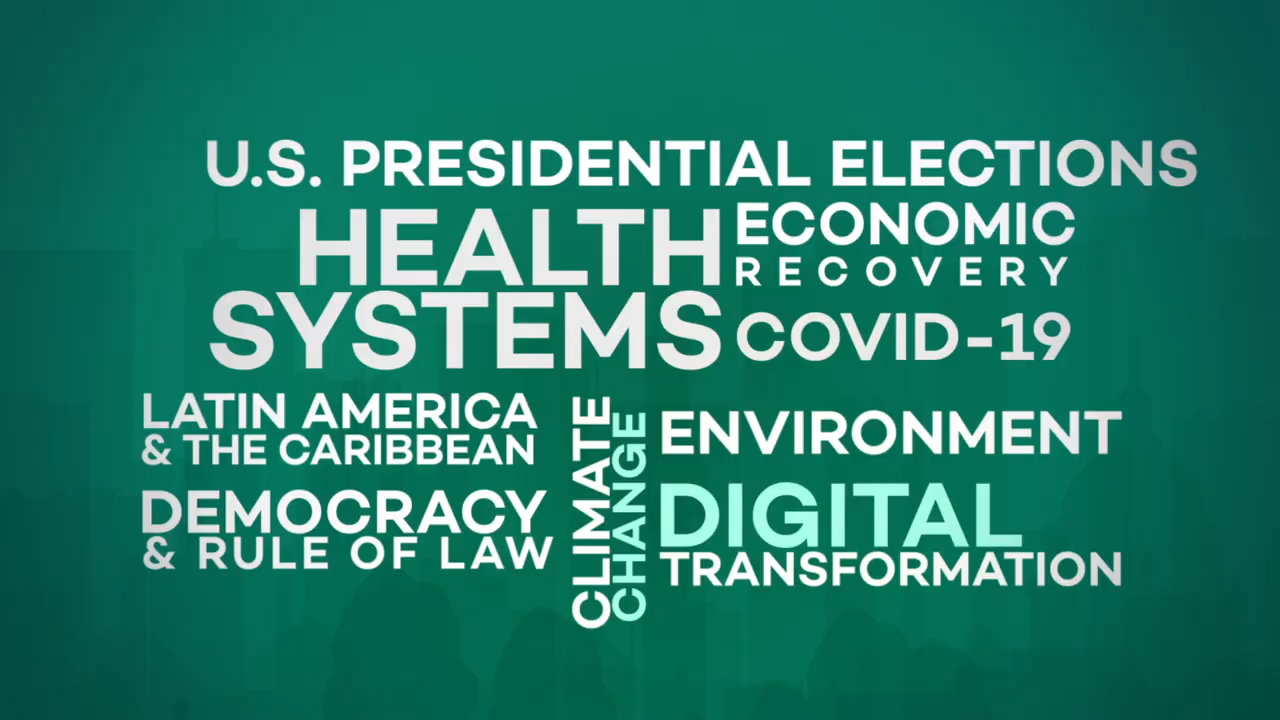 U.S. PRESIDENTIAL ELECTIONS
HEALTH
SYSTEMS
ECONOMIC
RECOVERY
COVID-19
LATIN AMERICA
& THE CARIBBEAN
DEMOCRACY
& RULE OF LAW
CLIMATE
CHANGE
ENVIRONMENT
DIGITAL
TRANSFORMATION